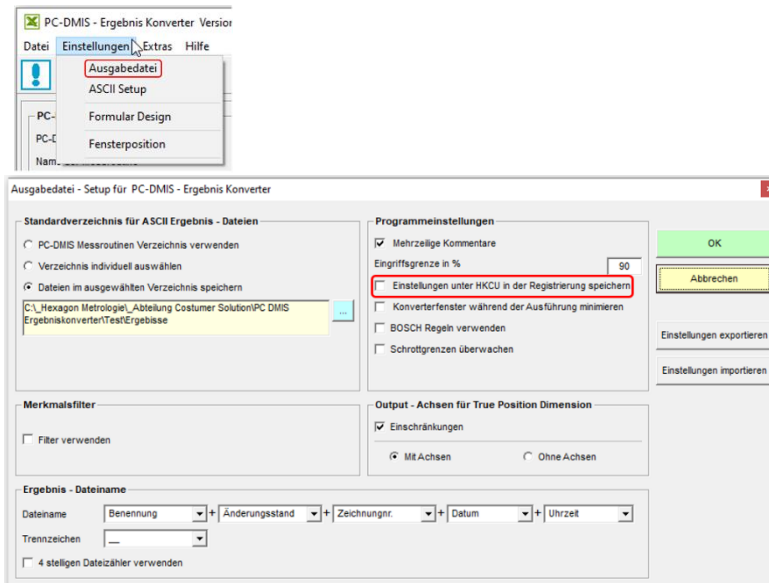 PC-DMIS - Ergebnis Konverter Version
Datei Einstellungen Extras Hilfe
Ausgabedatei
ASCII Setup
Formular Design
Fensterposition
Ausgabedatei - Setup für PC-DMIS - Ergebnis Konverter
Standardverzeichnis für ASCII Ergebnis - Dateien
PC-DMIS Messroutinen Verzeichnis verwenden
Verzeichnis individuell auswählen
Dateien im ausgewählten Verzeichnis speichern
C:\_Hexagon Metrologie\_Abteilung Costumer Solution\PC DMIS
Ergebniskonverter\Test\Ergebisse
...
Programmeinstellungen
Mehrzeilige Kommentare
Eingriffsgrenze in % 90
Einstellungen unter HKCU in der Registrierung speichern
Konverterfenster während der Ausführung minimieren
BOSCH Regeln verwenden
Schrottgrenzen überwachen
OK
Abbrechen
Einstellungen exportieren
Einstellungen importieren
Merkmalsfilter
Filter verwenden
Output - Achsen für True Position Dimension
Einschränkungen
Mit Achsen Ohne Achsen
Ergebnis - Dateiname
Dateiname Benennung + Änderungsstand + Zeichnungnr. + Datum + Uhrzeit
Trennzeichen __
4 stelligen Dateizähler verwenden